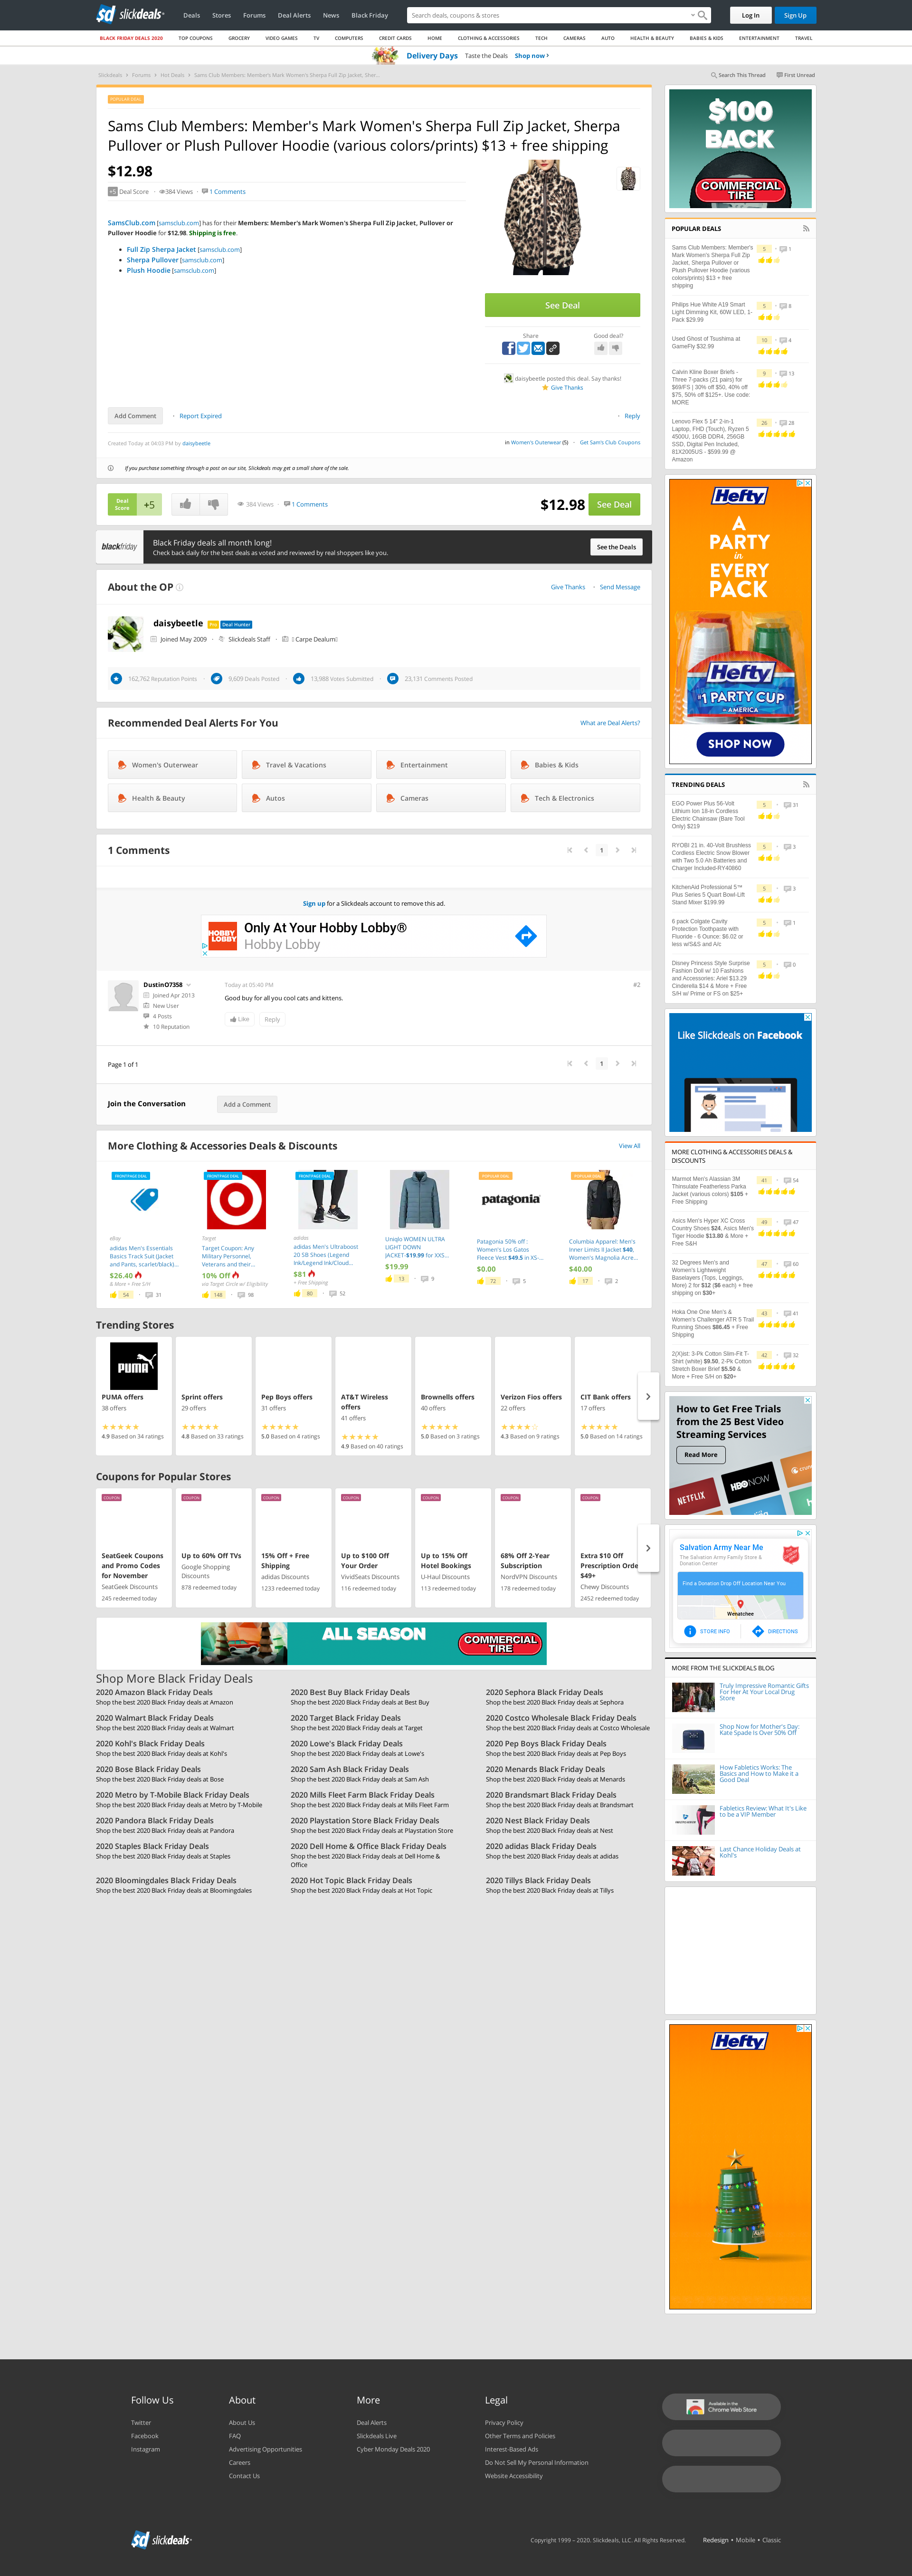 slickdeals
Deals Stores Forums Deal Alerts News Black Friday
Search deals, coupons & stores
Log In Sign Up
BLACK FRIDAY DEALS 2020 TOP COUPONS GROCERY VIDEO GAMES TV COMPUTERS CREDIT CARDS HOME CLOTHING & ACCESSORIES TECH CAMERAS AUTO HEALTH & BEAUTY BABIES & KIDS ENTERTAINMENT TRAVEL
Delivery Days Taste the Deals Shop now
Slickdeals Forums Hot Deals Sams Club Members: Member's Mark Women's Sherpa Full Zip Jacket, Sher...
Search This Thread First Unread
POPULAR DEAL
Sams Club Members: Member's Mark Women's Sherpa Full Zip Jacket, Sherpa
Pullover or Plush Pullover Hoodie (various colors/prints) $13 + free shipping
$12.98
+5 Deal Score 384 Views 1 Comments
SamsClub.com [samsclub.com] has for their Members: Member's Mark Women's Sherpa Full Zip Jacket, Pullover or
Pullover Hoodie for $12.98. Shipping is free.
Full Zip Sherpa Jacket [samsclub.com]
Sherpa Pullover [samsclub.com]
Plush Hoodie [samsclub.com]
See Deal
Share Good deal?
daisybeetle posted this deal. Say thanks!
Give Thanks
Add Comment Report Expired Reply
Created Today at 04:03 PM by daisybeetle
in Women's Outerwear (5) Get Sam's Club Coupons
If you purchase something through a post on our site, Slickdeals may get a small share of the sale.
Deal Score +5 384 Views 1 Comments $12.98 See Deal
blackfriday
Black Friday deals all month long!
Check back daily for the best deals as voted and reviewed by real shoppers like you.
See the Deals
About the OP
Give Thanks Send Message
daisybeetle Pro Deal Hunter
Joined May 2009 Slickdeals Staff Carpe Dealum
162,762 Reputation Points 9,609 Deals Posted 13,988 Votes Submitted 23,131 Comments Posted
Recommended Deal Alerts For You
What are Deal Alerts?
Women's Outerwear Travel & Vacations Entertainment Babies & Kids
Health & Beauty Autos Cameras Tech & Electronics
1 Comments
1
Sign up for a Slickdeals account to remove this ad.
HOBBY LOBBY
Only At Your Hobby Lobby®
Hobby Lobby
DustinO7358
Joined Apr 2013
New User
4 Posts
10 Reputation
Today at 05:40 PM
#2
Good buy for all you cool cats and kittens.
Like Reply
Page 1 of 1
1
Join the Conversation Add a Comment
More Clothing & Accessories Deals & Discounts
View All
FRONTPAGE DEAL
eBay
adidas Men's Essentials
Basics Track Suit (Jacket
and Pants, scarlet/black)...
$26.40
& More + Free S/H
54 31
FRONTPAGE DEAL
Target
Target Coupon: Any
Military Personnel,
Veterans and their...
10% Off
via Target Circle w/ Eligibility
148 98
FRONTPAGE DEAL
adidas
adidas Men's Ultraboost
20 SB Shoes (Legend
Ink/Legend Ink/Cloud...
$81
+ Free Shipping
80 52
Uniqlo WOMEN ULTRA
LIGHT DOWN
JACKET-$19.99 for XXS...
$19.99
13 9
POPULAR DEAL
patagonia
Patagonia 50% off :
Women's Los Gatos
Fleece Vest $49.5 in XS-...
$0.00
72 5
POPULAR DEAL
Columbia Apparel: Men's
Inner Limits II Jacket $40,
Women's Magnolia Acre...
$40.00
17 2
Trending Stores
PUMA
PUMA offers
38 offers
4.9 Based on 34 ratings
Sprint offers
29 offers
4.8 Based on 33 ratings
Pep Boys offers
31 offers
5.0 Based on 4 ratings
AT&T Wireless
offers
41 offers
4.9 Based on 40 ratings
Brownells offers
40 offers
5.0 Based on 3 ratings
Verizon Fios offers
22 offers
4.3 Based on 9 ratings
CIT Bank offers
17 offers
5.0 Based on 14 ratings
Coupons for Popular Stores
COUPON
SeatGeek Coupons
and Promo Codes
for November
SeatGeek Discounts
245 redeemed today
COUPON
Up to 60% Off TVs
Google Shopping
Discounts
878 redeemed today
COUPON
15% Off + Free
Shipping
adidas Discounts
1233 redeemed today
COUPON
Up to $100 Off
Your Order
VividSeats Discounts
116 redeemed today
COUPON
Up to 15% Off
Hotel Bookings
U-Haul Discounts
113 redeemed today
COUPON
68% Off 2-Year
Subscription
NordVPN Discounts
178 redeemed today
COUPON
Extra $10 Off
Prescription Orde
$49+
Chewy Discounts
2452 redeemed today
ALL SEASON
COMMERCIAL TIRE
Shop More Black Friday Deals
2020 Amazon Black Friday Deals
Shop the best 2020 Black Friday deals at Amazon
2020 Best Buy Black Friday Deals
Shop the best 2020 Black Friday deals at Best Buy
2020 Sephora Black Friday Deals
Shop the best 2020 Black Friday deals at Sephora
2020 Walmart Black Friday Deals
Shop the best 2020 Black Friday deals at Walmart
2020 Target Black Friday Deals
Shop the best 2020 Black Friday deals at Target
2020 Costco Wholesale Black Friday Deals
Shop the best 2020 Black Friday deals at Costco Wholesale
2020 Kohl's Black Friday Deals
Shop the best 2020 Black Friday deals at Kohl's
2020 Lowe's Black Friday Deals
Shop the best 2020 Black Friday deals at Lowe's
2020 Pep Boys Black Friday Deals
Shop the best 2020 Black Friday deals at Pep Boys
2020 Bose Black Friday Deals
Shop the best 2020 Black Friday deals at Bose
2020 Sam Ash Black Friday Deals
Shop the best 2020 Black Friday deals at Sam Ash
2020 Menards Black Friday Deals
Shop the best 2020 Black Friday deals at Menards
2020 Metro by T-Mobile Black Friday Deals
Shop the best 2020 Black Friday deals at Metro by T-Mobile
2020 Mills Fleet Farm Black Friday Deals
Shop the best 2020 Black Friday deals at Mills Fleet Farm
2020 Brandsmart Black Friday Deals
Shop the best 2020 Black Friday deals at Brandsmart
2020 Pandora Black Friday Deals
Shop the best 2020 Black Friday deals at Pandora
2020 Playstation Store Black Friday Deals
Shop the best 2020 Black Friday deals at Playstation Store
2020 Nest Black Friday Deals
Shop the best 2020 Black Friday deals at Nest
2020 Staples Black Friday Deals
Shop the best 2020 Black Friday deals at Staples
2020 Dell Home & Office Black Friday Deals
Shop the best 2020 Black Friday deals at Dell Home &
Office
2020 adidas Black Friday Deals
Shop the best 2020 Black Friday deals at adidas
2020 Bloomingdales Black Friday Deals
Shop the best 2020 Black Friday deals at Bloomingdales
2020 Hot Topic Black Friday Deals
Shop the best 2020 Black Friday deals at Hot Topic
2020 Tillys Black Friday Deals
Shop the best 2020 Black Friday deals at Tillys
$100
BACK
COMMERCIAL TIRE
POPULAR DEALS
Sams Club Members: Member's
Mark Women's Sherpa Full Zip
Jacket, Sherpa Pullover or
Plush Pullover Hoodie (various
colors/prints) $13 + free
shipping
5 1
Philips Hue White A19 Smart
Light Dimming Kit, 60W LED, 1-
Pack $29.99
5 8
Used Ghost of Tsushima at
GameFly $32.99
10 4
Calvin Kline Boxer Briefs -
Three 7-packs (21 pairs) for
$69/FS | 30% off $50, 40% off
$75, 50% off $125+. Use code:
MORE
9 13
Lenovo Flex 5 14" 2-in-1
Laptop, FHD (Touch), Ryzen 5
4500U, 16GB DDR4, 256GB
SSD, Digital Pen Included,
81X2005US - $599.99 @
Amazon
26 28
Hefty
A
PARTY
in
EVERY
PACK
Hefty
#1 PARTY CUP
IN AMERICA
SHOP NOW
TRENDING DEALS
EGO Power Plus 56-Volt
Lithium Ion 18-in Cordless
Electric Chainsaw (Bare Tool
Only) $219
5 31
RYOBI 21 in. 40-Volt Brushless
Cordless Electric Snow Blower
with Two 5.0 Ah Batteries and
Charger Included-RY40860
5 3
KitchenAid Professional 5™
Plus Series 5 Quart Bowl-Lift
Stand Mixer $199.99
5 3
6 pack Colgate Cavity
Protection Toothpaste with
Fluoride - 6 Ounce: $6.02 or
less w/S&S and A/c
5 1
Disney Princess Style Surprise
Fashion Doll w/ 10 Fashions
and Accessories: Ariel $13.29
Cinderella $14 & More + Free
S/H w/ Prime or FS on $25+
5 0
Like Slickdeals on Facebook
MORE CLOTHING & ACCESSORIES DEALS &
DISCOUNTS
Marmot Men's Alassian 3M
Thinsulate Featherless Parka
Jacket (various colors) $105 +
Free Shipping
41 54
Asics Men's Hyper XC Cross
Country Shoes $24, Asics Men's
Tiger Hoodie $13.80 & More +
Free S&H
49 47
32 Degrees Men's and
Women's Lightweight
Baselayers (Tops, Leggings,
More) 2 for $12 ($6 each) + free
shipping on $30+
47 60
Hoka One One Men's &
Women's Challenger ATR 5 Trail
Running Shoes $86.45 + Free
Shipping
43 41
2(X)ist: 3-Pk Cotton Slim-Fit T-
Shirt (white) $9.50, 2-Pk Cotton
Stretch Boxer Brief $5.50 &
More + Free S/H on $20+
42 32
How to Get Free Trials
from the 25 Best Video
Streaming Services
Read More
NETFLIX HBO NOW
Salvation Army Near Me
The Salvation Army Family Store &
Donation Center
Find a Donation Drop Off Location Near You
Wenatchee
STORE INFO DIRECTIONS
MORE FROM THE SLICKDEALS BLOG
Truly Impressive Romantic Gifts
For Her At Your Local Drug
Store
Shop Now for Mother's Day:
Kate Spade Is Over 50% Off
How Fabletics Works: The
Basics and How to Make it a
Good Deal
Fabletics Review: What It's Like
to be a VIP Member
Last Chance Holiday Deals at
Kohl's
Hefty
Follow Us
Twitter
Facebook
Instagram
About
About Us
FAQ
Advertising Opportunities
Careers
Contact Us
More
Deal Alerts
Slickdeals Live
Cyber Monday Deals 2020
Legal
Privacy Policy
Other Terms and Policies
Interest-Based Ads
Do Not Sell My Personal Information
Website Accessibility
Available in the
Chrome Web Store
slickdeals
Copyright 1999 - 2020. Slickdeals, LLC. All Rights Reserved. Redesign • Mobile • Classic